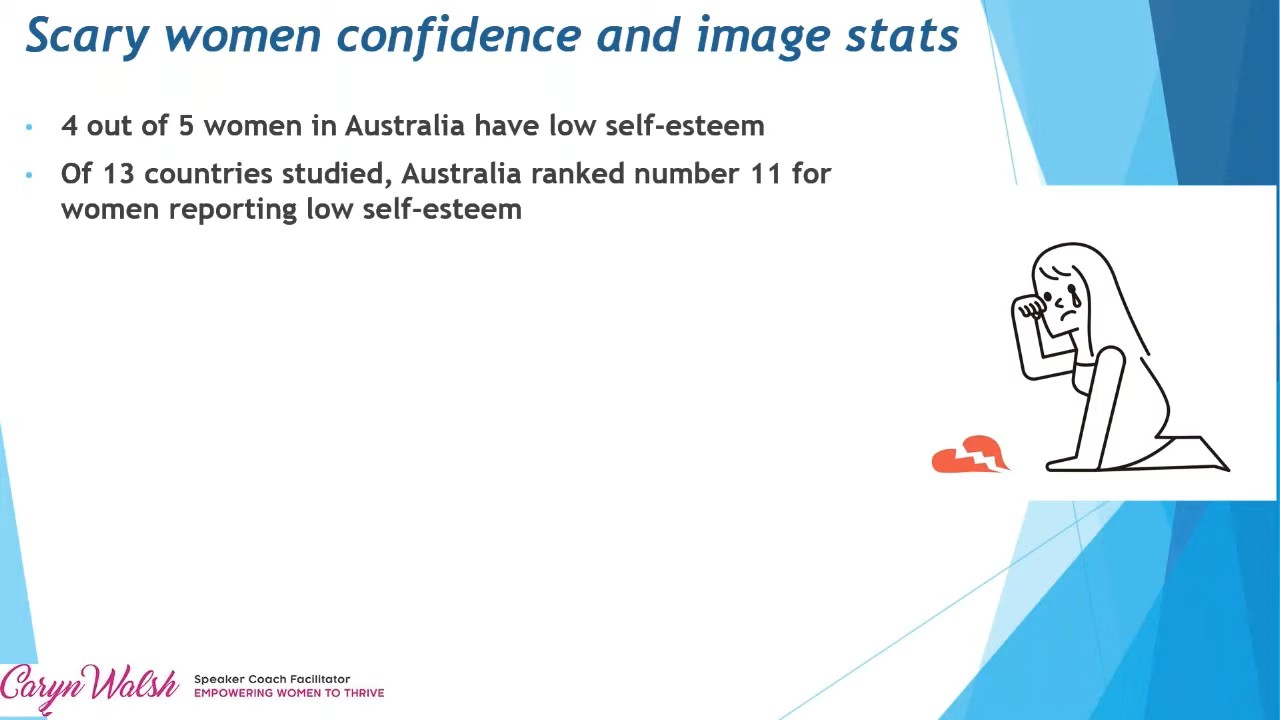 Scary women confidence and image stats
• 4 out of 5 women in Australia have low self-esteem
• Of 13 countries studied, Australia ranked number 11 for
women reporting low self-esteem
Caryn Walsh
Speaker Coach Facilitator
EMPOWERING WOMEN TO THRIVE